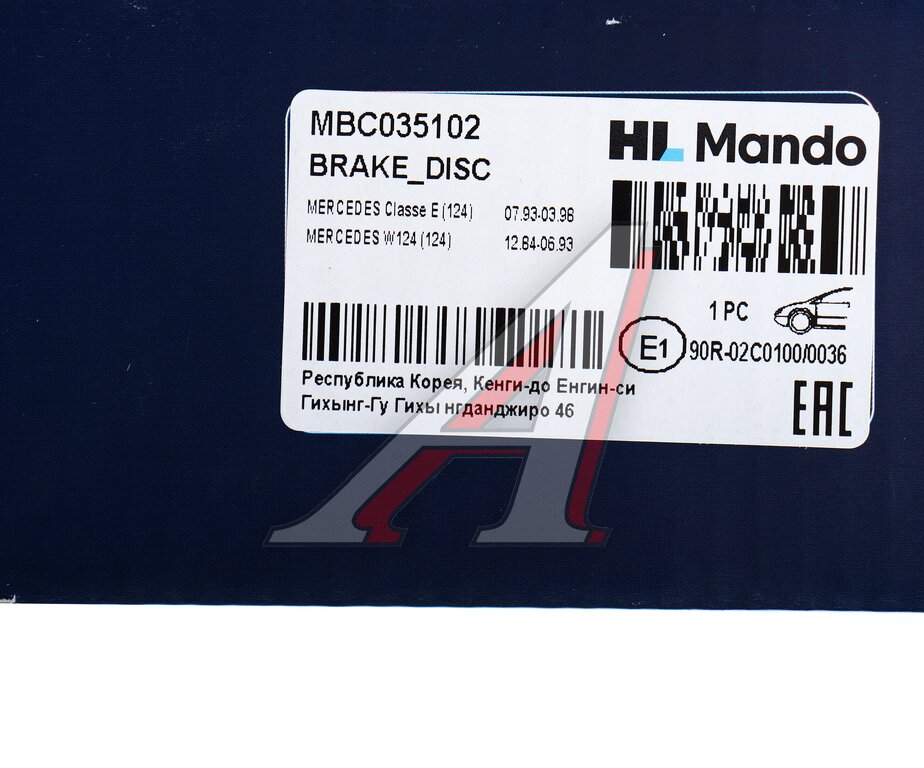 MBC035102
BRAKE_DISC
HL Mando
MERCEDES Classe E (124) 07.93-03.96
MERCEDES W124 (124) 12.84-06.93
1 PC
E1 90R-02C0100/0036
Республика Корея, Кенги-до Енгин-си
Гихынг-Гу Гихы нгданджиро 46
EAC